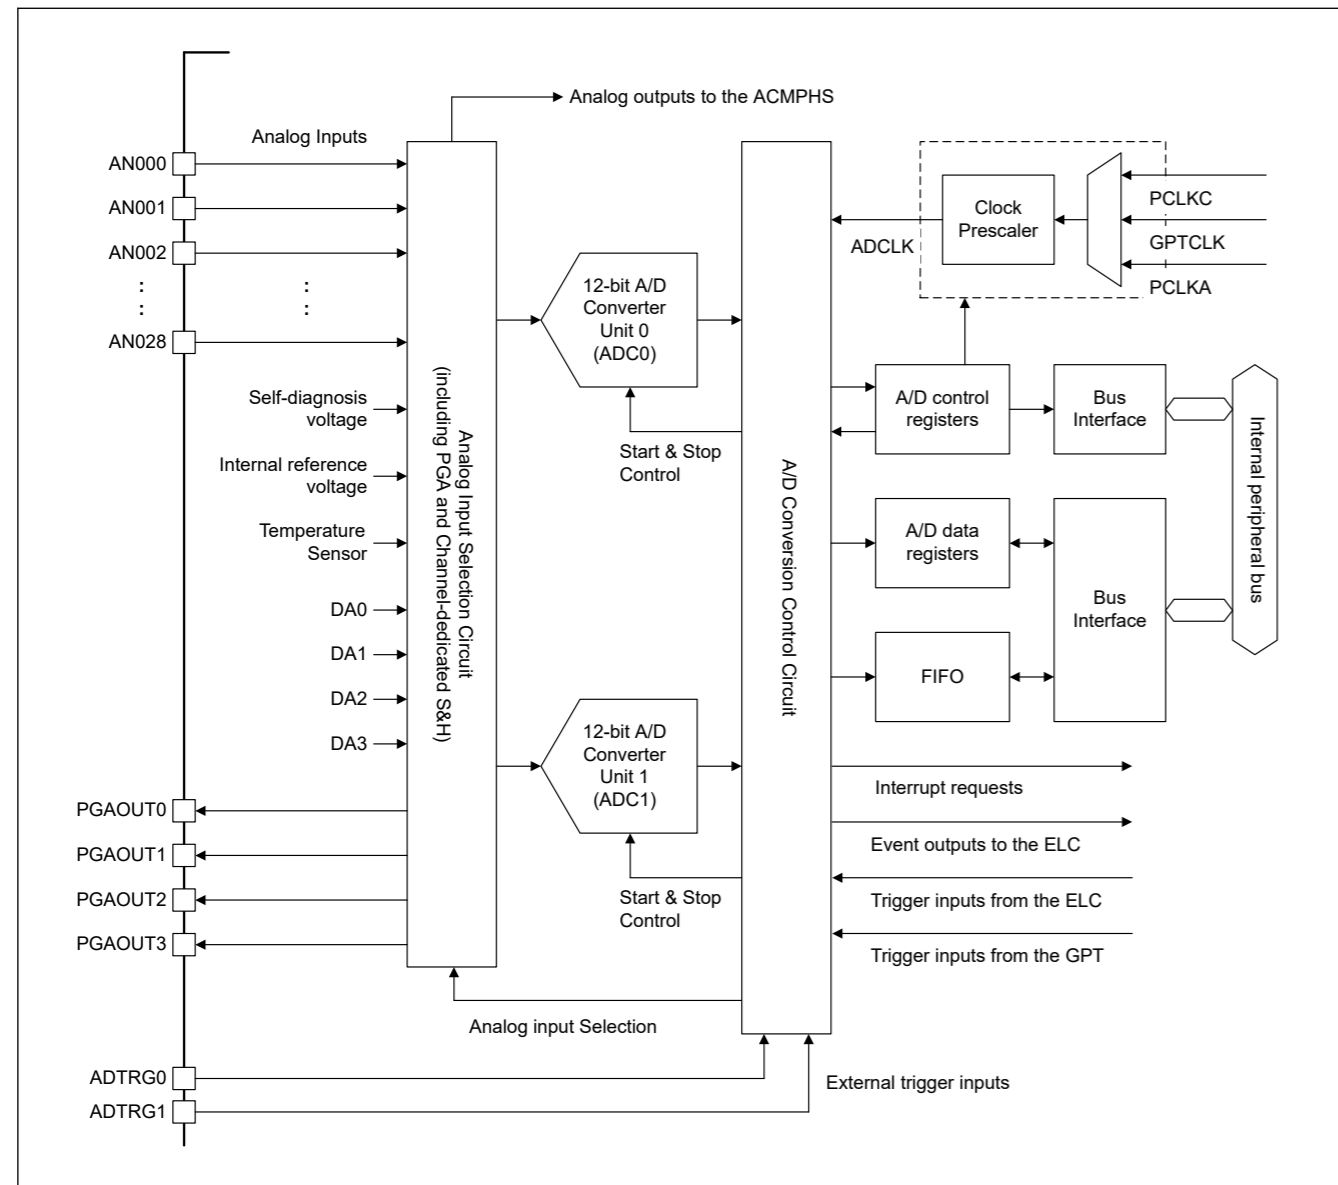 Analog outputs to the ACMPHS
Analog Inputs
AN000
AN001
AN002
:
:
:
:
AN028
Self-diagnosis
voltage
Internal reference
voltage
Temperature
Sensor
DA0
DA1
DA2
DA3
PGAOUT0
PGAOUT1
PGAOUT2
PGAOUT3
ADTRG0
ADTRG1
Analog Input Selection Circuit
(including PGA and Channel-dedicated S&H)
12-bit A/D
Converter
Unit 0
(ADC0)
Start & Stop
Control
12-bit A/D
Converter
Unit 1
(ADC1)
Start & Stop
Control
Analog input Selection
A/D Conversion Control Circuit
ADCLK
Clock
Prescaler
PCLKC
GPTCLK
PCLKA
A/D control
registers
Bus
Interface
A/D data
registers
FIFO
Bus
Interface
Internal peripheral bus
Interrupt requests
Event outputs to the ELC
Trigger inputs from the ELC
Trigger inputs from the GPT
External trigger inputs